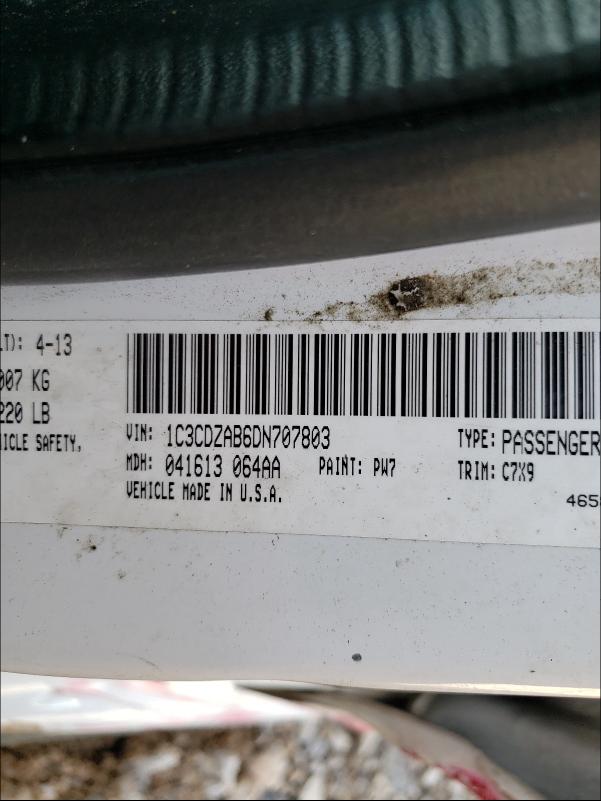 LT): 4-13
007 KG
220 LB
HICLE SAFETY,
VIN: 1C3CDZAB6DN707803
TYPE: PASSENGER
MDH: 041613 064AA PAINT: PW7
TRIM: C7X9
VEHICLE MADE IN U.S.A.
465